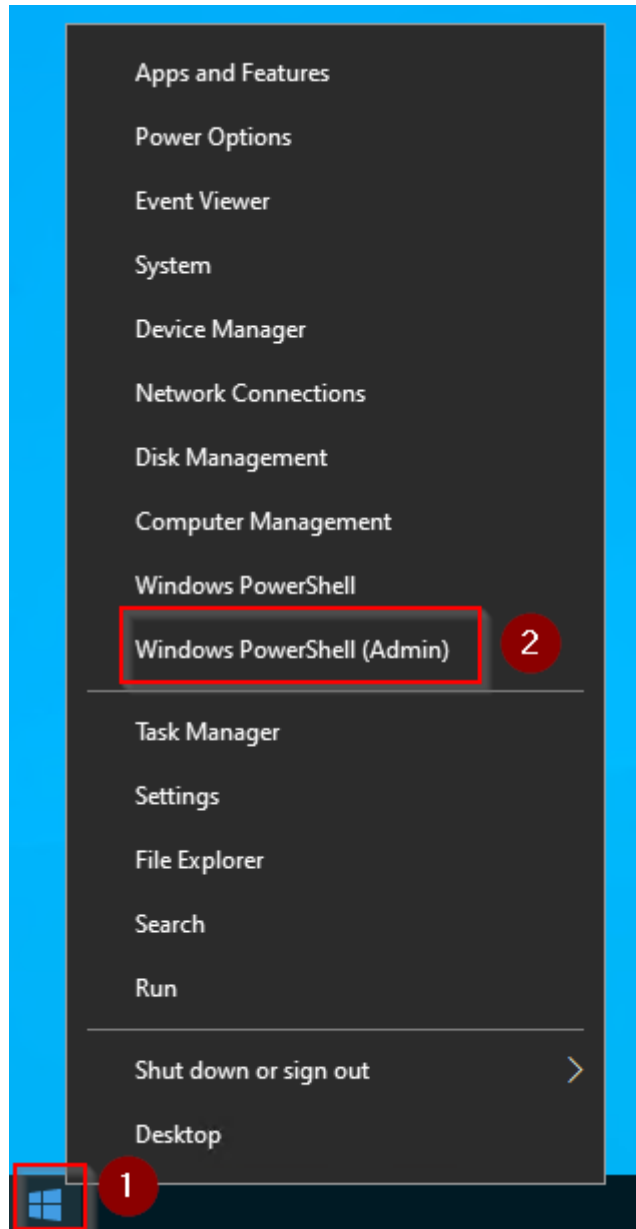 Apps and Features
Power Options
Event Viewer
System
Device Manager
Network Connections
Disk Management
Computer Management
Windows PowerShell
Windows PowerShell (Admin)
2
Task Manager
Settings
File Explorer
Search
Run
Shut down or sign out
Desktop
1